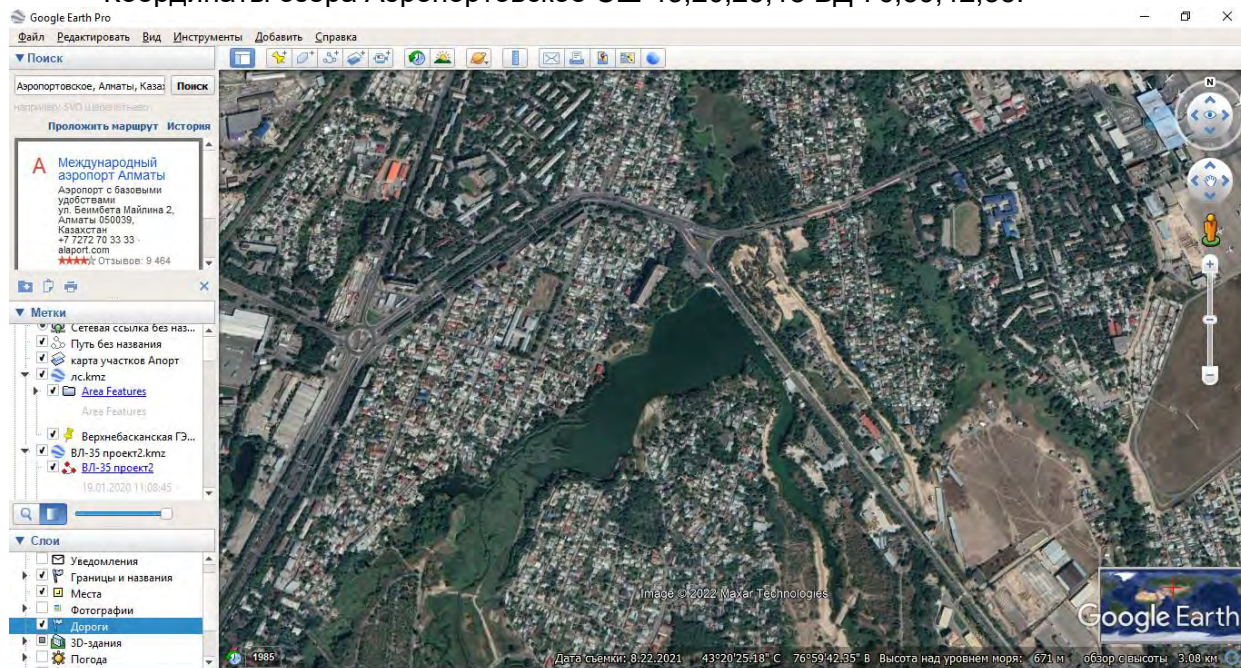 Координаты озера Аэропортовское СШ
Google Earth Pro
Файл Редактировать Вид Инструменты Добавить Справка
Поиск
Аэропортовское, Алматы, Каза
Поиск
Проложить маршрут История
A
Международный
аэропорт Алматы
Аэропорт с базовыми
удобствами
ул. Беимбета Майлина 2,
Алматы 050039,
Казахстан
+7 7272 70 33 33 ·
alaport.com
Отзывов: 9 464
Метки
Сетевая ссылка без наз...
Путь без названия
карта участков Апорт
лс.kmz
Area Features
Area Features
Верхнебасканская ГЭ...
ВЛ-35 проект2.kmz
ВЛ-35 проект2
19.01.2020 11:08:45
Слои
Уведомления
Границы и названия
Места
Фотографии
Дороги
3D-здания
Погода
N
Image © 2022 Maxar Technologies
Google Earth
1985
Дата съемки: 8.22.2021 43°20'25.18" С 76°59'42.35" В Высота над уровнем моря: 671 м обзор с высоты 3.08 км